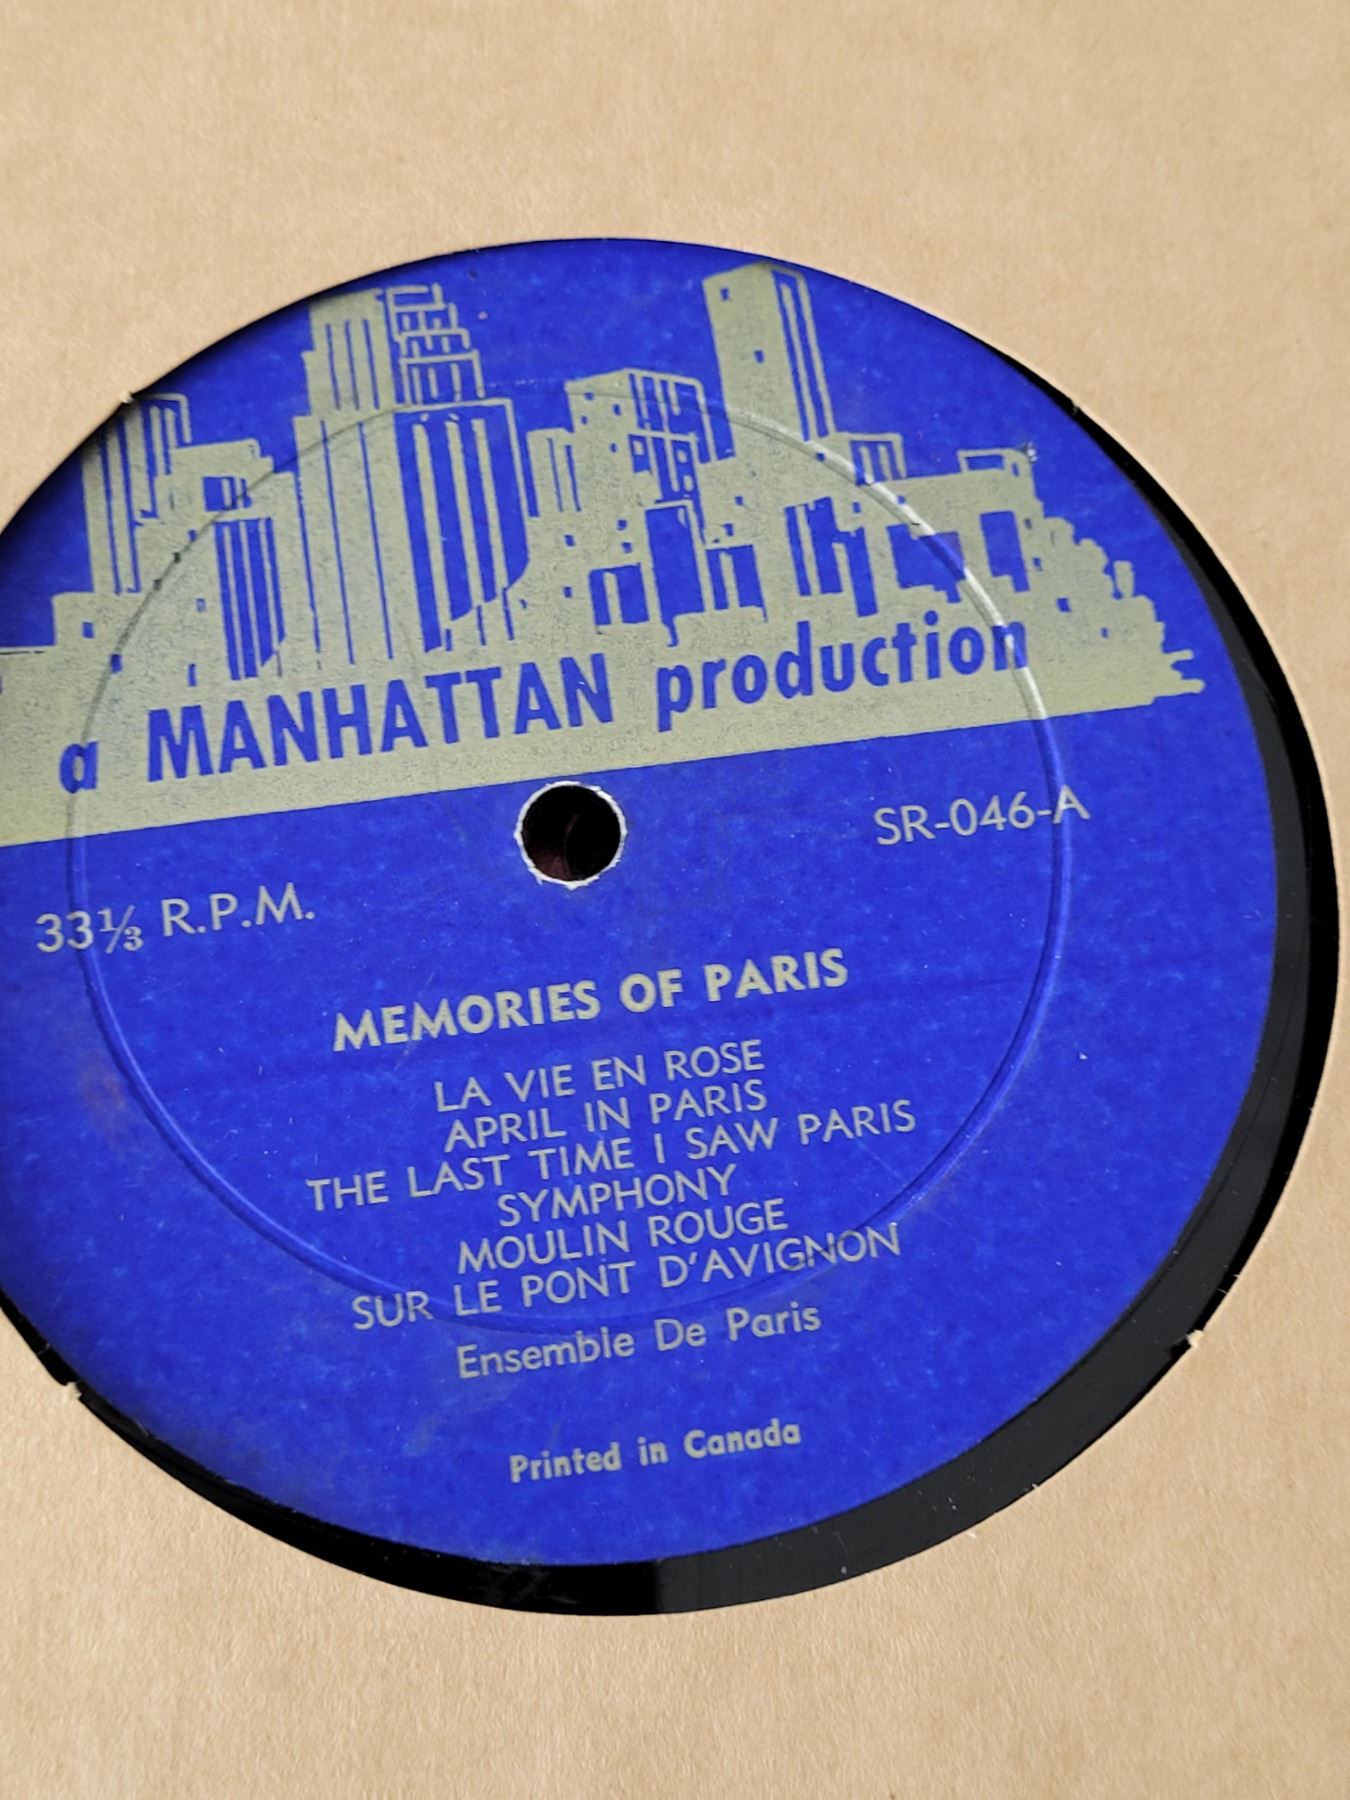 a MANHATTAN production
SR-046-A
33⅓ R.P.M.
MEMORIES OF PARIS
LA VIE EN ROSE
APRIL IN PARIS
THE LAST TIME I SAW PARIS
SYMPHONY
MOULIN ROUGE
SUR LE PONT D'AVIGNON
Ensemble De Paris
Printed in Canada